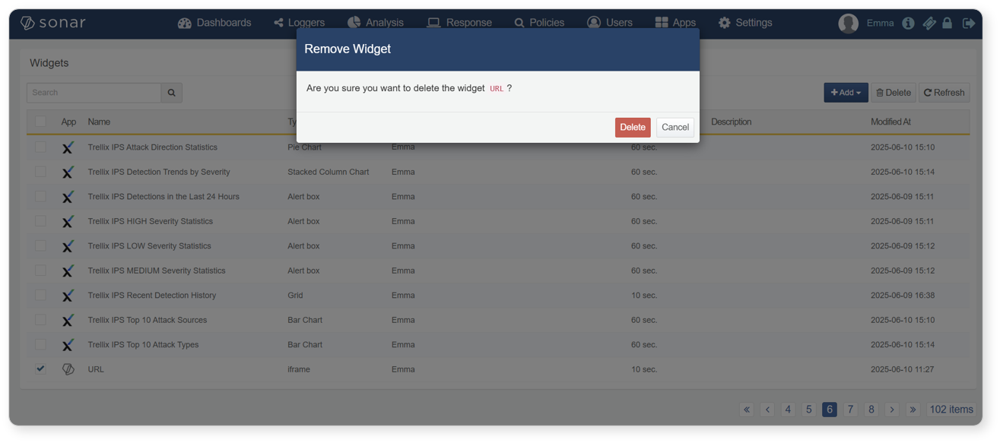 sonar Dashboards Loggers Analysis Response Policies Users Apps Settings Emma
Remove Widget
Widgets
Are you sure you want to delete the widget URL ?
Search + Add Delete Refresh
Delete Cancel
App Name Ty Description Modified At
Trellix IPS Attack Direction Statistics Pie Chart Emma 60 sec. 2025-06-10 15:10
Trellix IPS Detection Trends by Severity Stacked Column Chart Emma 60 sec. 2025-06-10 15:14
Trellix IPS Detections in the Last 24 Hours Alert box Emma 60 sec. 2025-06-09 15:11
Trellix IPS HIGH Severity Statistics Alert box Emma 60 sec. 2025-06-09 15:11
Trellix IPS LOW Severity Statistics Alert box Emma 60 sec. 2025-06-09 15:12
Trellix IPS MEDIUM Severity Statistics Alert box Emma 60 sec. 2025-06-09 15:12
Trellix IPS Recent Detection History Grid Emma 10 sec. 2025-06-09 16:38
Trellix IPS Top 10 Attack Sources Bar Chart Emma 60 sec. 2025-06-10 15:10
Trellix IPS Top 10 Attack Types Bar Chart Emma 60 sec. 2025-06-10 15:14
URL iframe Emma 10 sec. 2025-06-10 11:27
« ‹ 4 5 6 7 8 › » 102 items